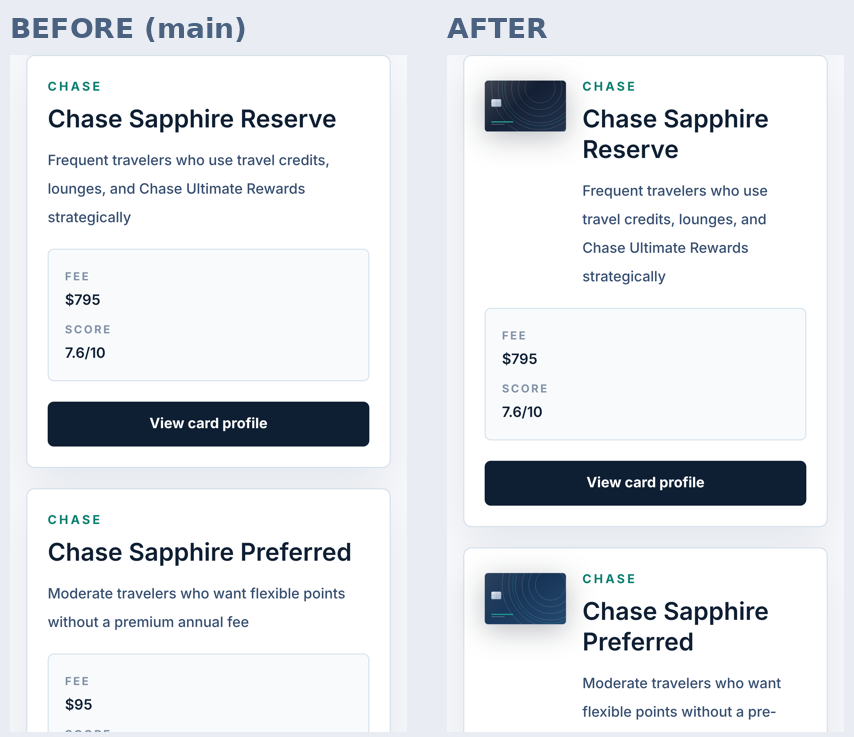 BEFORE (main)
CHASE
Chase Sapphire Reserve
Frequent travelers who use travel credits,
lounges, and Chase Ultimate Rewards
strategically
FEE
$795
SCORE
7.6/10
View card profile
CHASE
Chase Sapphire Preferred
Moderate travelers who want flexible points
without a premium annual fee
FEE
$95
SCORE
AFTER
CHASE
Chase Sapphire
Reserve
Frequent travelers who use
travel credits, lounges, and
Chase Ultimate Rewards
strategically
FEE
$795
SCORE
7.6/10
View card profile
CHASE
Chase Sapphire
Preferred
Moderate travelers who want
flexible points without a pre-